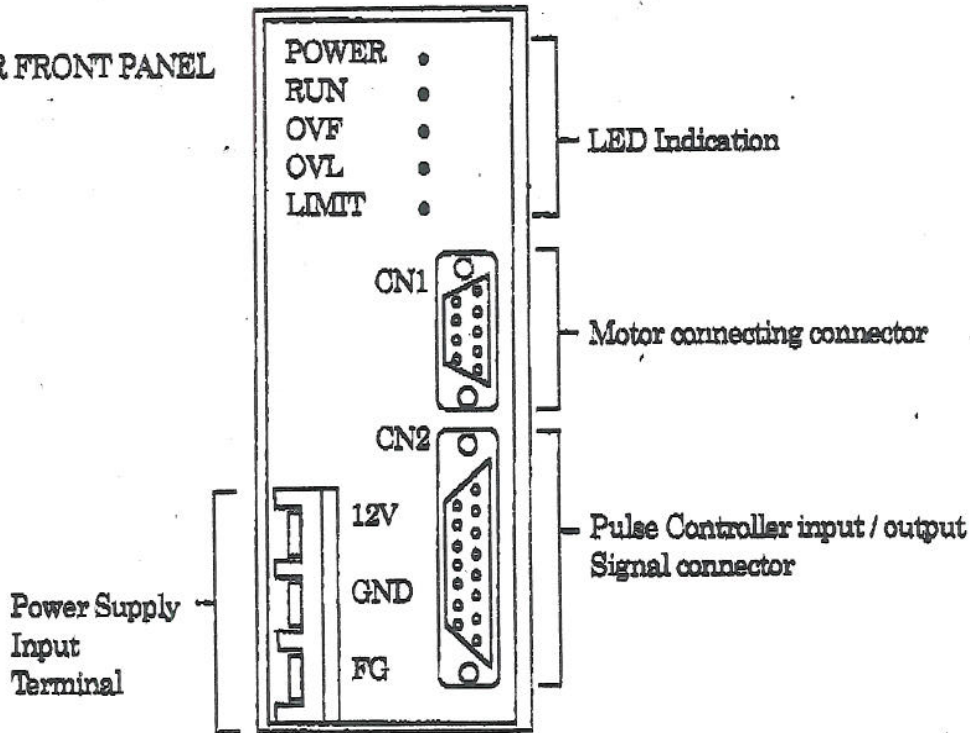 R FRONT PANEL
POWER
RUN
OVF
OVL
LIMIT
LED Indication
CN1
Motor connecting connector
CN2
12V
GND
FG
Pulse Controller input / output
Signal connector
Power Supply
Input
Terminal